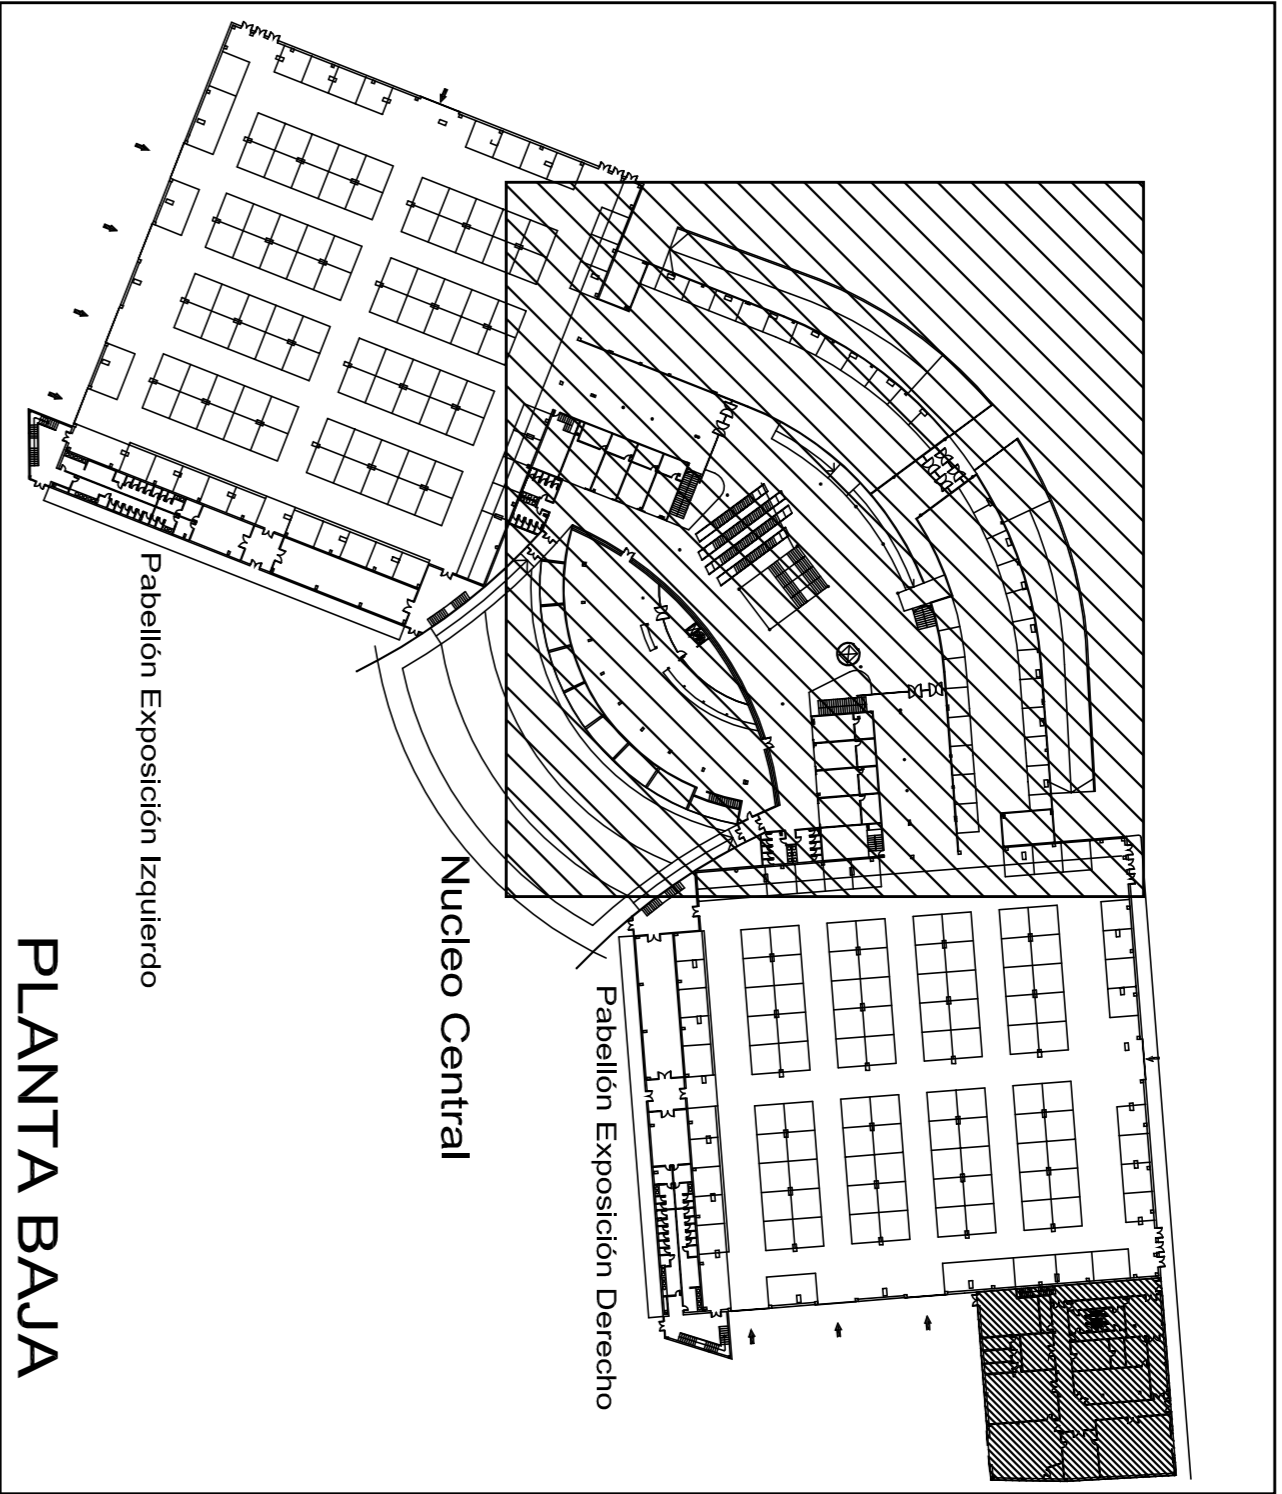 Pabellón Exposición Derecho
Nucleo Central
Pabellón Exposición Izquierdo
PLANTA BAJA